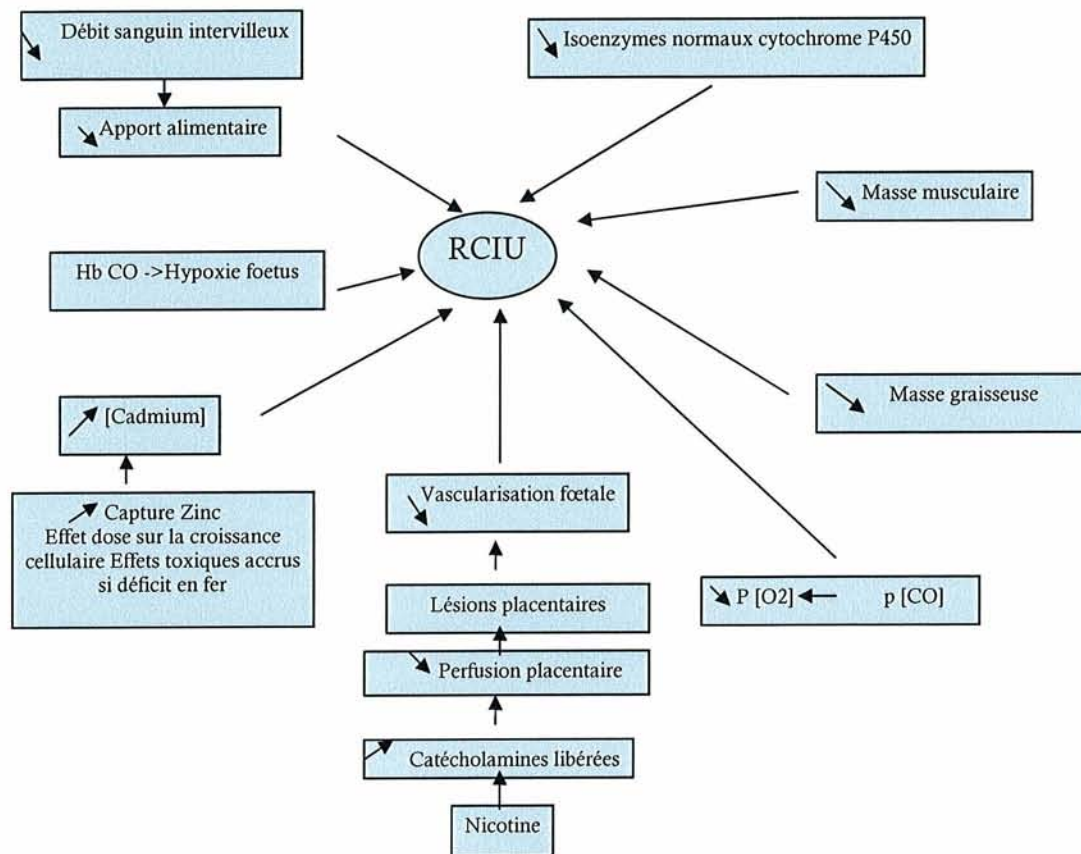 Débit sanguin intervilleux
Isoenzymes normaux cytochrome P450
Apport alimentaire
Masse musculaire
RCIU
Hb CO ->Hypoxie foetus
Masse graisseuse
[Cadmium]
Vascularisation fœtale
Capture Zinc
Effet dose sur la croissance
cellulaire Effets toxiques accrus
si déficit en fer
P [O2] p [CO]
Lésions placentaires
Perfusion placentaire
Catécholamines libérées
Nicotine